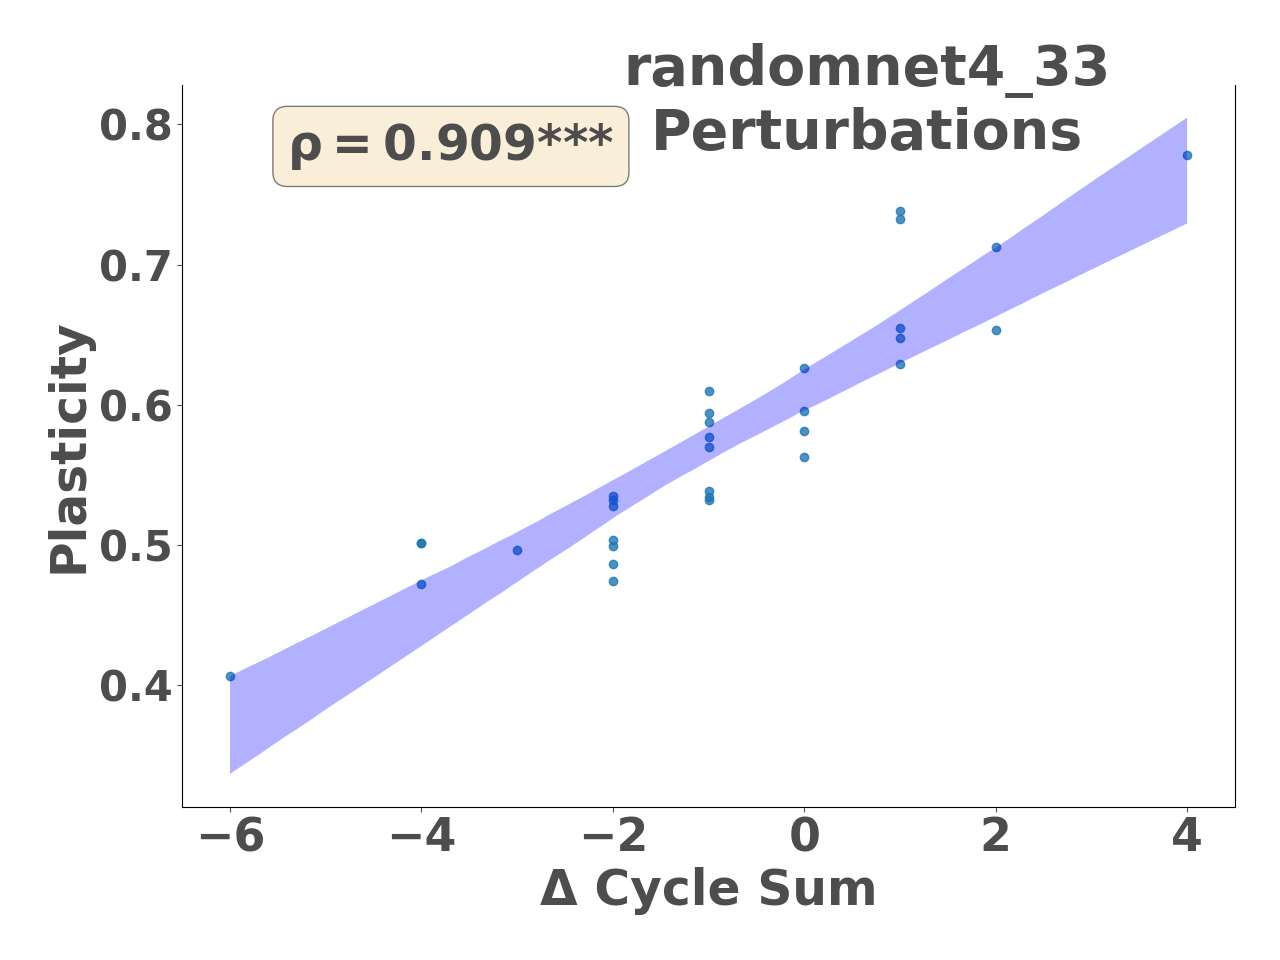 randomnet4_33
Perturbations
ρ = 0.909***
0.8
0.7
0.6
0.5
0.4
Plasticity
−6 −4 −2 0 2 4
Δ Cycle Sum